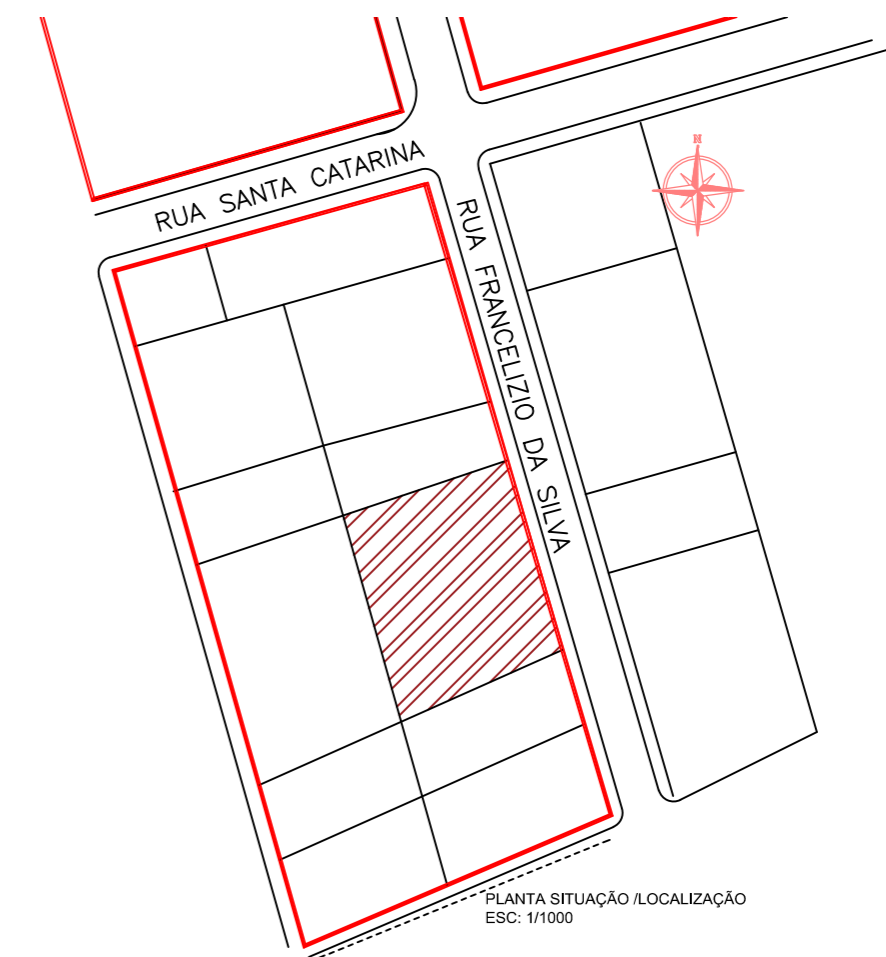 N
RUA SANTA CATARINA
RUA FRANCELIZIO DA SILVA
PLANTA SITUAÇÃO /LOCALIZAÇÃO
ESC: 1/1000